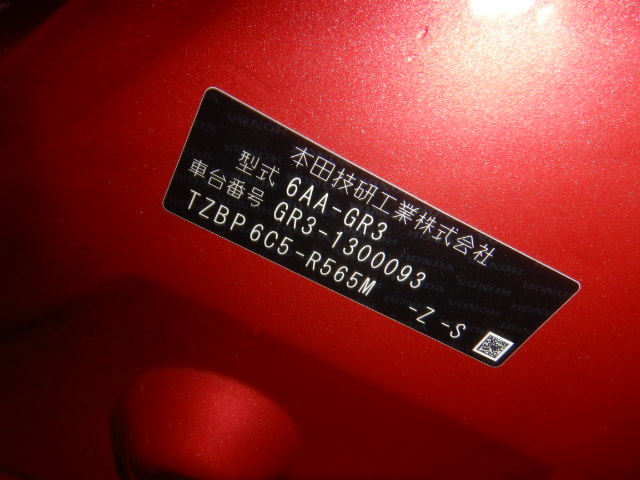 本田技研工業株式会社
型式 6AA-GR3
車台番号 GR3-1300093
TZBP 6C5-R565M -Z -S